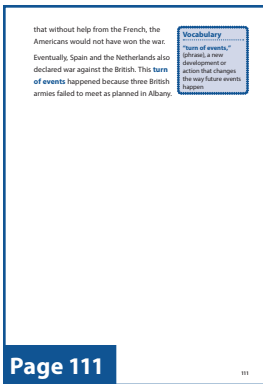 that without help from the French, the
Americans would not have won the war.
Eventually, Spain and the Netherlands also
declared war against the British. This turn
of events happened because three British
armies failed to meet as planned in Albany.
Vocabulary
“turn of events,”
(phrase), a new
development or
action that changes
the way future events
happen
Page 111
111